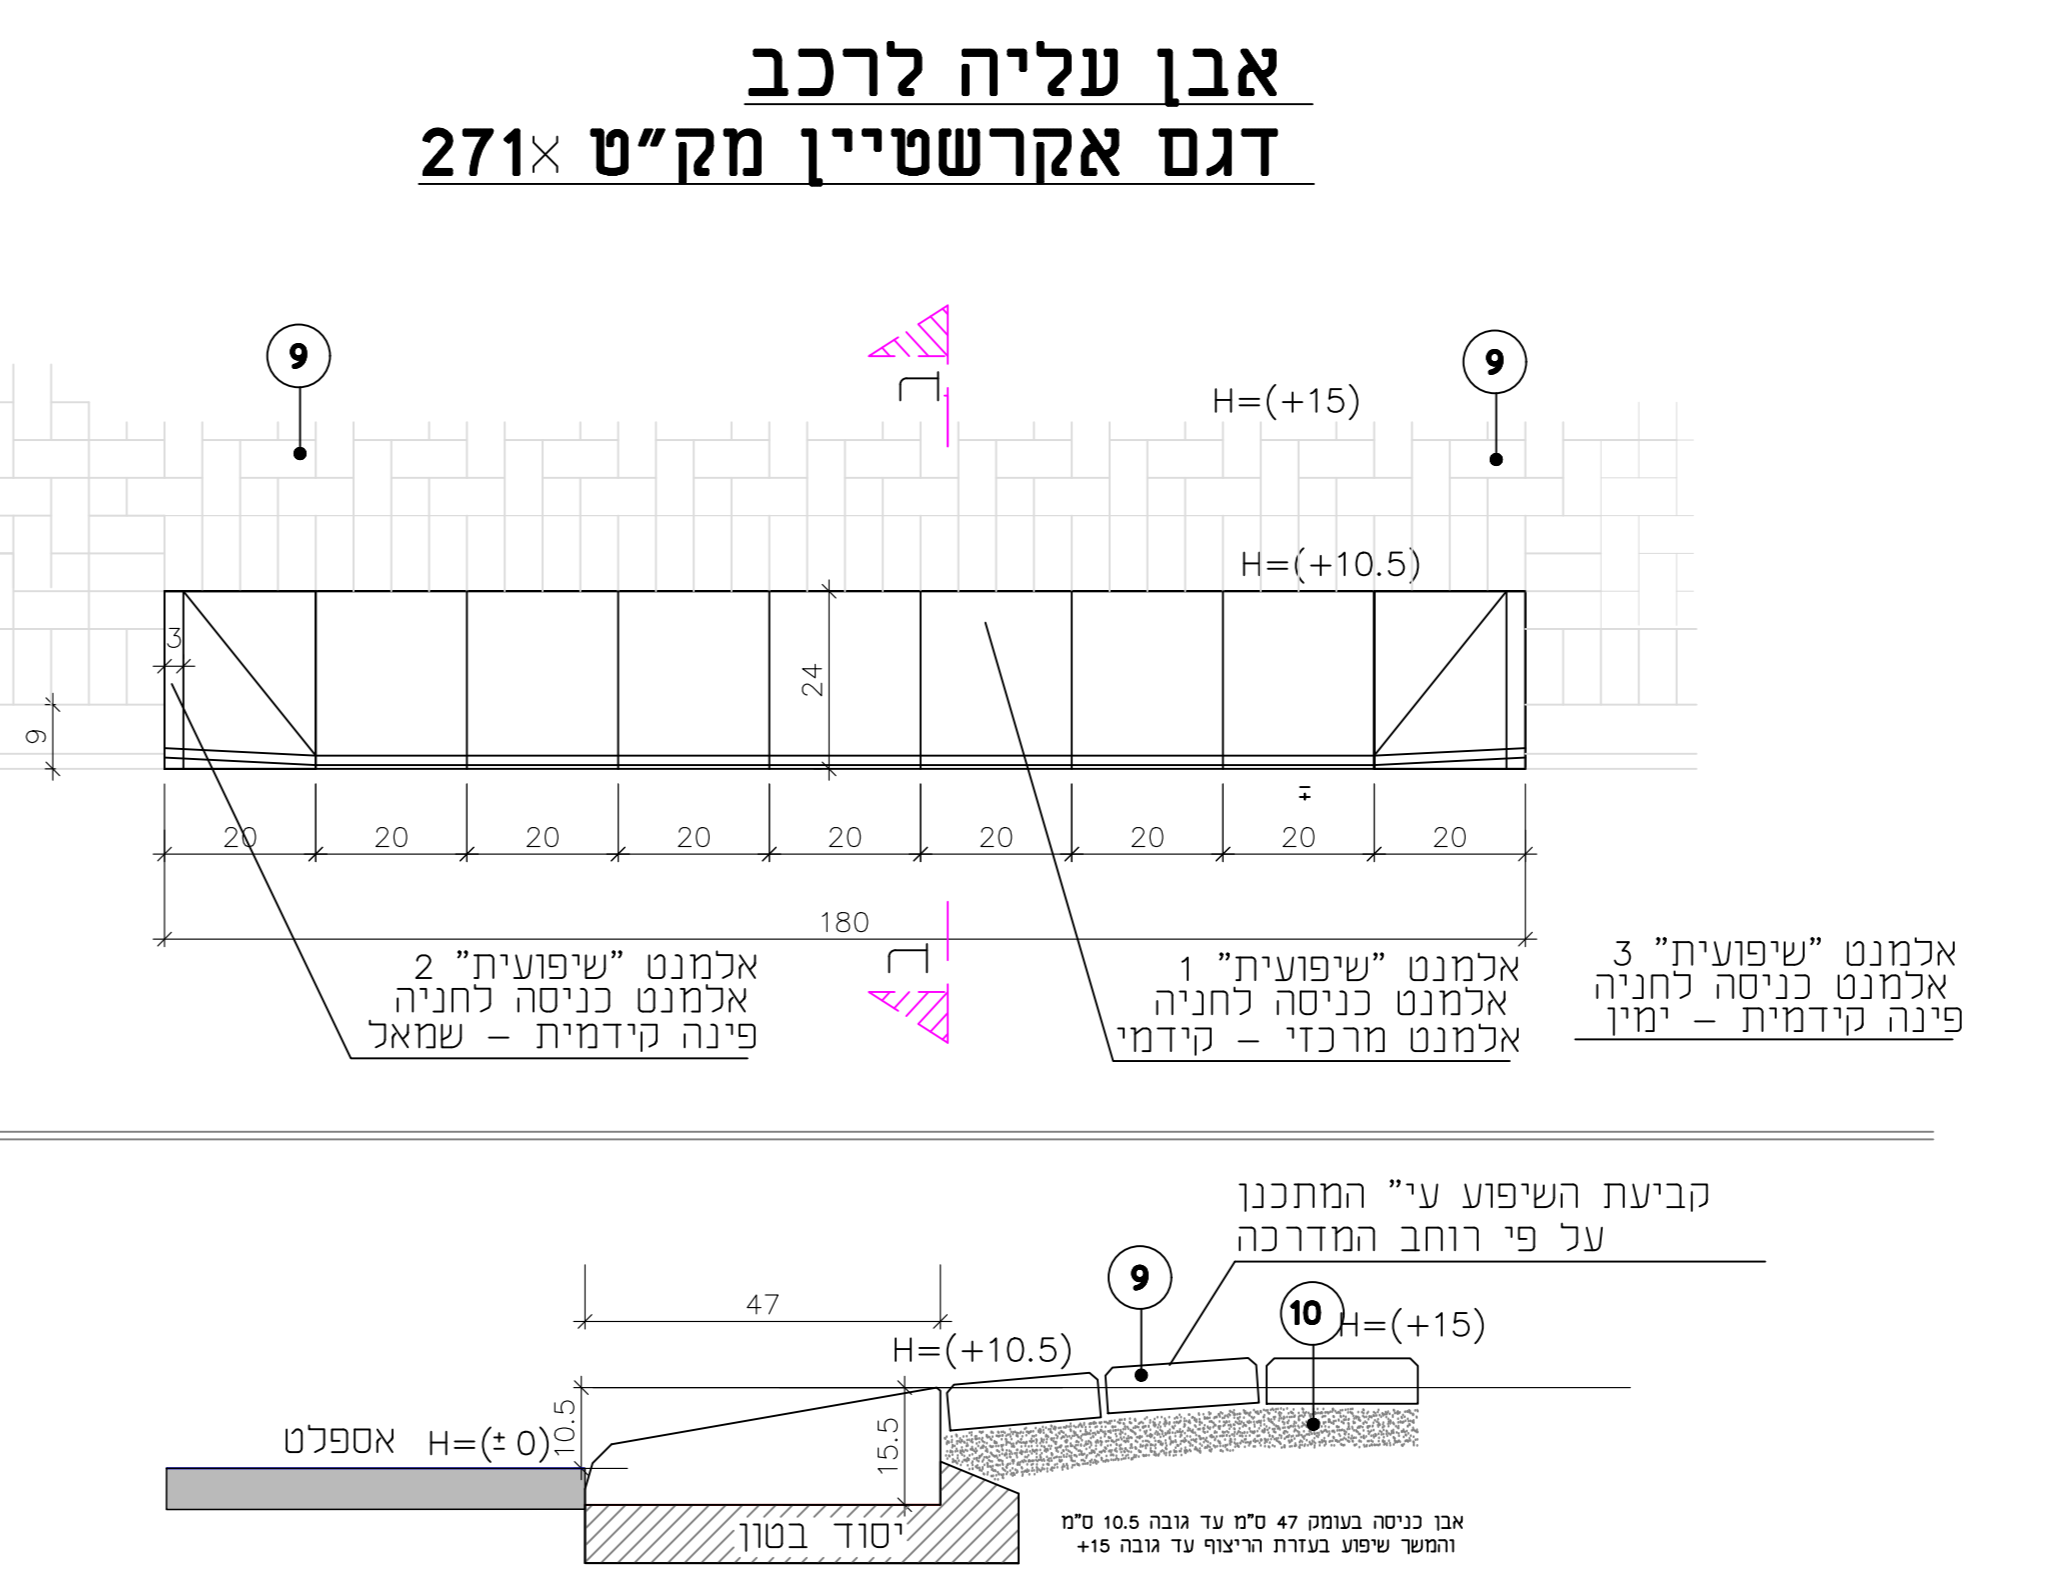 אבן עליה לרכב
דגם אקרשטיין מק"ט 271X
9
9
ב
H=(+15)
H=(+10.5)
3
24
9
20 20 20 20 20 20 20 20 20
180
ב
אלמנט "שיפועית" 2
אלמנט כניסה לחניה
פינה קידמית - שמאל
אלמנט "שיפועית" 1
אלמנט כניסה לחניה
אלמנט מרכזי - קידמי
אלמנט "שיפועית" 3
אלמנט כניסה לחניה
פינה קידמית - ימין
קביעת השיפוע עי" המתכנן
על פי רוחב המדרכה
47
9
10
H=(+15)
H=(+10.5)
10.5
15.5
אספלט
H=(± 0)
יסוד בטון
אבן כניסה בעומק 47 ס"מ עד גובה 10.5 ס"מ
והמשך שיפוע בעזרת הריצוף עד גובה 15+